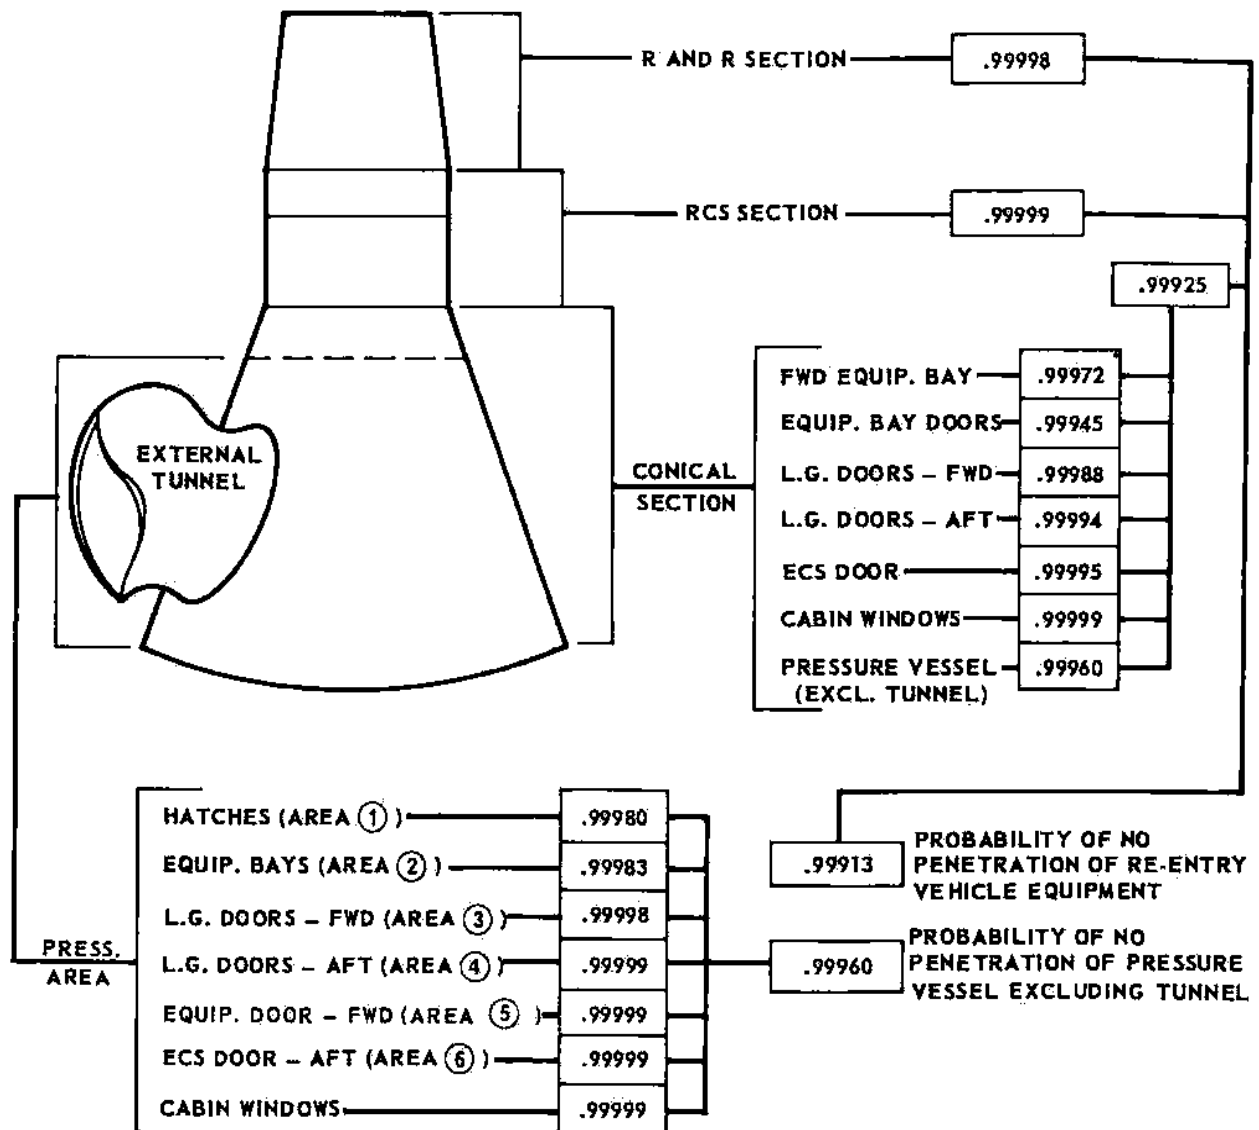 R AND R SECTION .99998
RCS SECTION .99999
.99925
FWD EQUIP. BAY .99972
EQUIP. BAY DOORS .99945
L.G. DOORS – FWD .99988
L.G. DOORS – AFT .99994
ECS DOOR .99995
CABIN WINDOWS .99999
PRESSURE VESSEL .99960
(EXCL. TUNNEL)
CONICAL
SECTION
EXTERNAL
TUNNEL
PRESS.
AREA
HATCHES (AREA ①) .99980
EQUIP. BAYS (AREA ②) .99983
L.G. DOORS – FWD (AREA ③) .99998
L.G. DOORS – AFT (AREA ④) .99999
EQUIP. DOOR – FWD (AREA ⑤) .99999
ECS DOOR – AFT (AREA ⑥) .99999
CABIN WINDOWS .99999
.99913
PROBABILITY OF NO
PENETRATION OF RE-ENTRY
VEHICLE EQUIPMENT
.99960
PROBABILITY OF NO
PENETRATION OF PRESSURE
VESSEL EXCLUDING TUNNEL